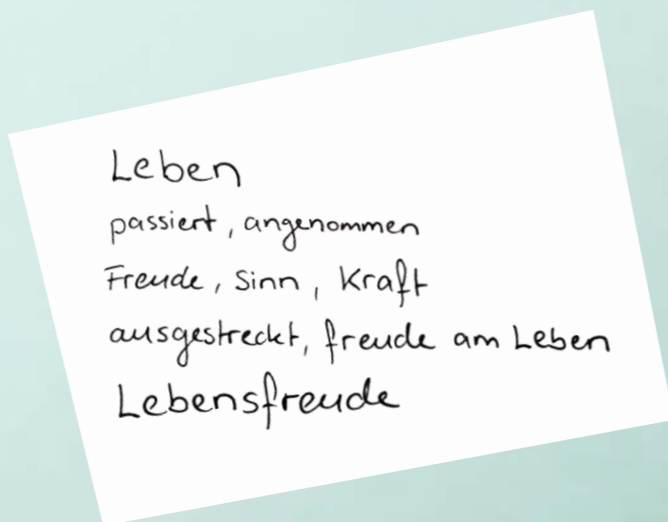 Leben
passiert, angenommen
Freude, Sinn, Kraft
ausgestreckt, freude am Leben
Lebensfreude